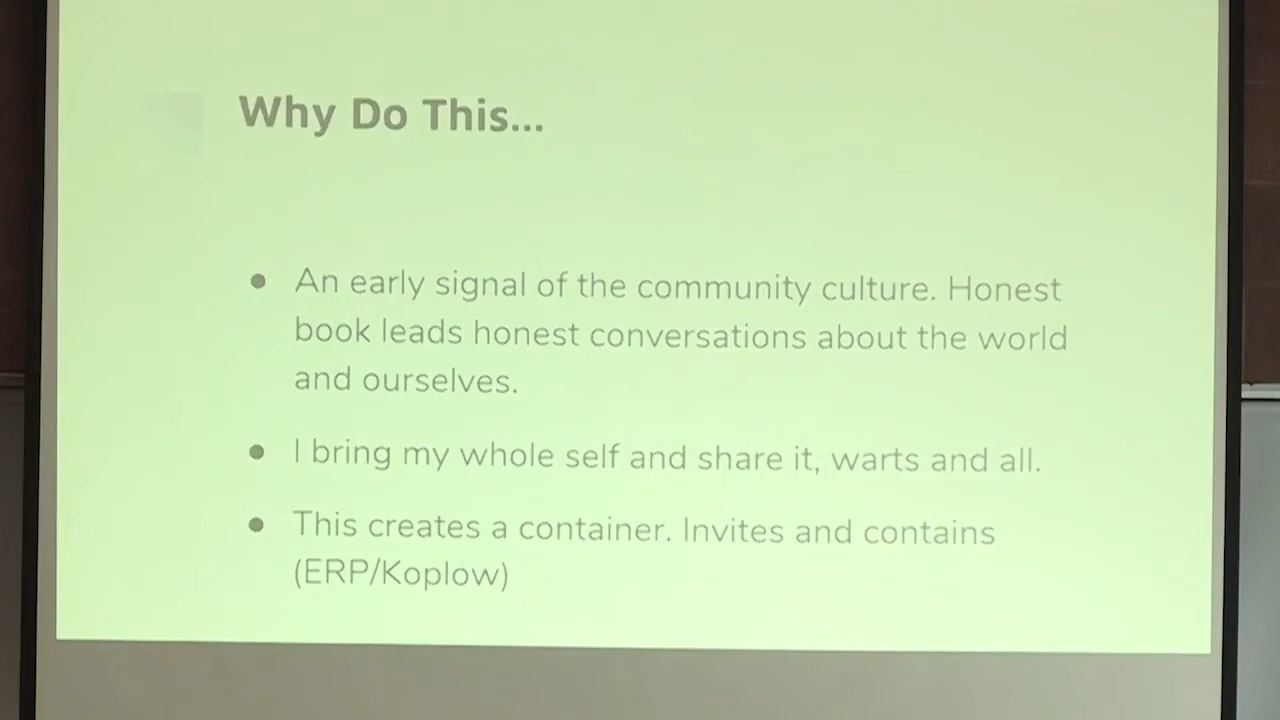 Why Do This...
● An early signal of the community culture. Honest
book leads honest conversations about the world
and ourselves.
● I bring my whole self and share it, warts and all.
● This creates a container. Invites and contains
(ERP/Koplow)